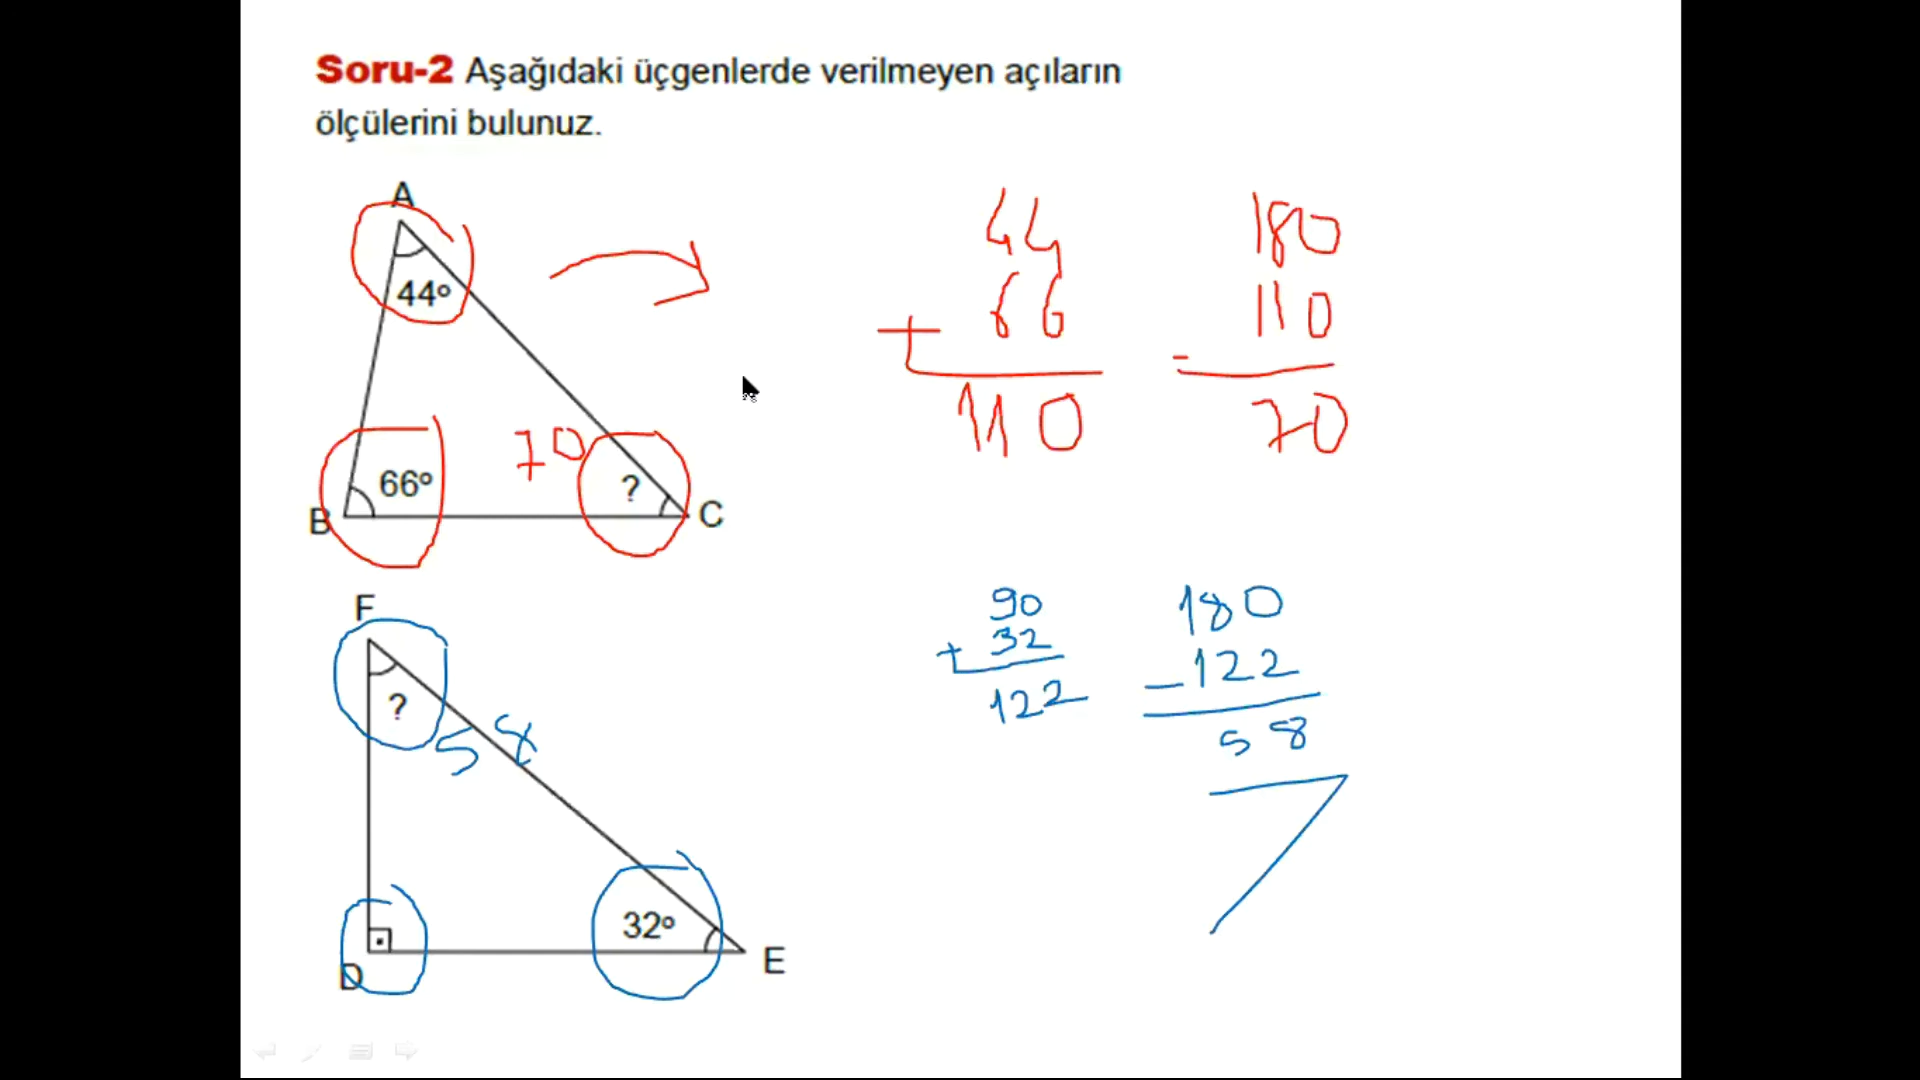 Soru-2 Aşağıdaki üçgenlerde verilmeyen açıların
ölçülerini bulunuz.
A
44°
B
66°
70
?
C
44
66
+
110
180
110
-
70
F
?
58
D
32°
E
90
+ 32
122
180
- 122
58